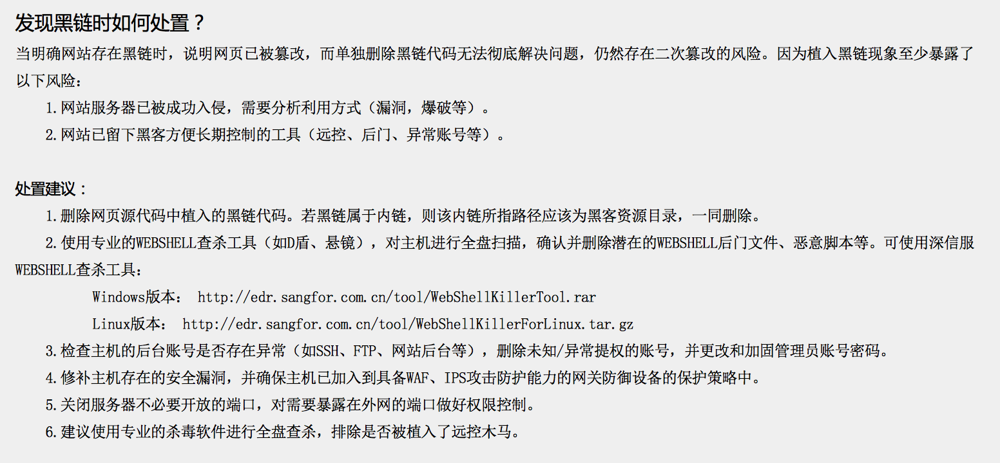 发现黑链时如何处置？
当明确网站存在黑链时，说明网页已被篡改，而单独删除黑链代码无法彻底解决问题，仍然存在二次篡改的风险。因为植入黑链现象至少暴露了
以下风险：
1. 网站服务器已被成功入侵，需要分析利用方式（漏洞，爆破等）。
2. 网站已留下黑客方便长期控制的工具（远控、后门、异常账号等）。
处置建议：
1. 删除网页源代码中植入的黑链代码。若黑链属于内链，则该内链所指路径应该为黑客资源目录，一同删除。
2. 使用专业的WEBSHELL查杀工具（如D盾、悬镜），对主机进行全盘扫描，确认并删除潜在的WEBSHELL后门文件、恶意脚本等。可使用深信服
WEBSHELL查杀工具：
Windows版本： http://edr.sangfor.com.cn/tool/WebShellKillerTool.rar
Linux版本： http://edr.sangfor.com.cn/tool/WebShellKillerForLinux.tar.gz
3. 检查主机的后台账号是否存在异常（如SSH、FTP、网站后台等），删除未知/异常提权的账号，并更改和加固管理员账号密码。
4. 修补主机存在的安全漏洞，并确保主机已加入到具备WAF、IPS攻击防护能力的网关防御设备的保护策略中。
5. 关闭服务器不必要开放的端口，对需要暴露在外网的端口做好权限控制。
6. 建议使用专业的杀毒软件进行全盘查杀，排除是否被植入了远控木马。